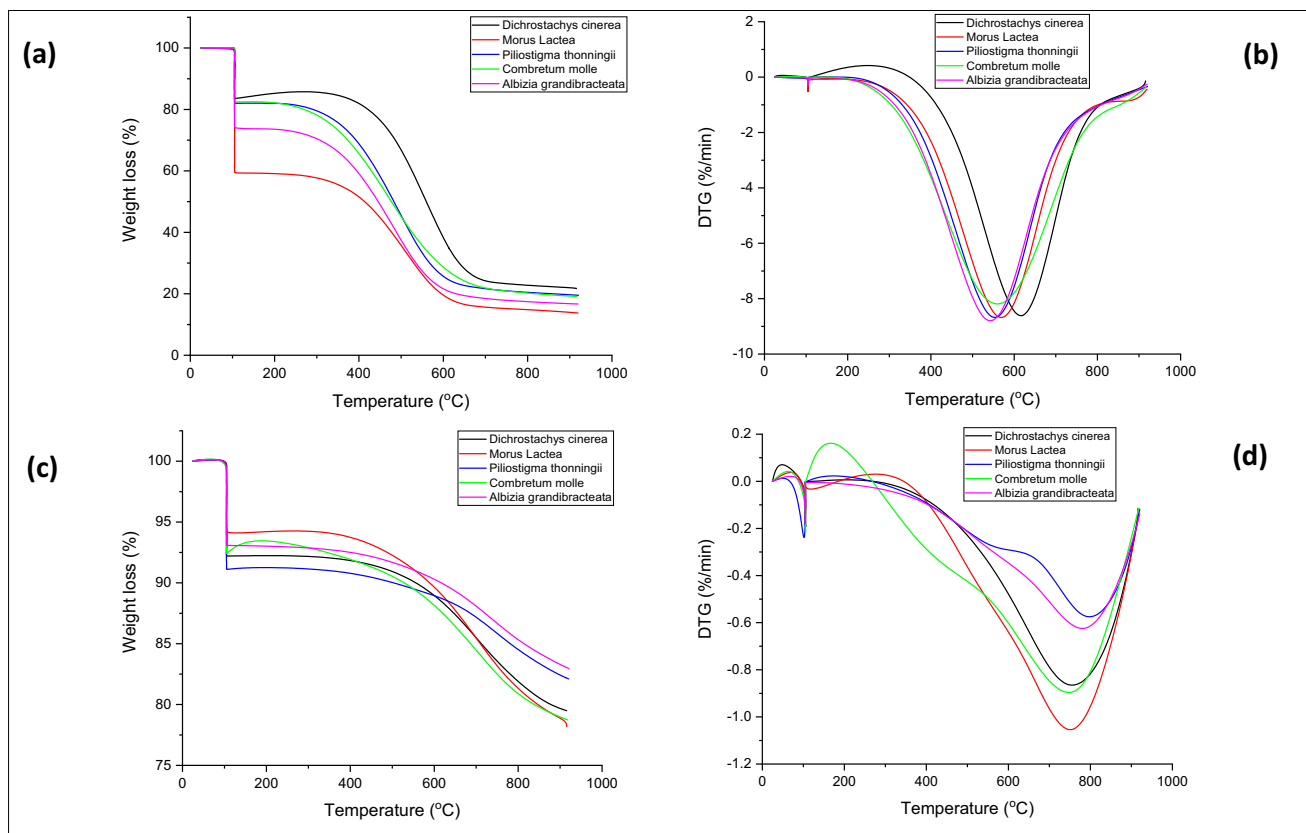 (a)
Dichrostachys cinerea
Morus Lactea
Piliostigma thonningii
Combretum molle
Albizia grandibracteata
100
80
60
40
20
0
Weight loss (%)
0 200 400 600 800 1000
Temperature (°C)
(b)
Dichrostachys cinerea
Morus Lactea
Piliostigma thonningii
Combretum molle
Albizia grandibracteata
2
0
-2
-4
-6
-8
-10
DTG (%/min)
0 200 400 600 800 1000
Temperature (°C)
(c)
Dichrostachys cinerea
Morus Lactea
Piliostigma thonningii
Combretum molle
Albizia grandibracteata
100
95
90
85
80
75
Weight loss (%)
0 200 400 600 800 1000
Temperature (°C)
(d)
Dichrostachys cinerea
Morus Lactea
Piliostigma thonningii
Combretum molle
Albizia grandibracteata
0.2
0.0
-0.2
-0.4
-0.6
-0.8
-1.0
-1.2
DTG (%/min)
0 200 400 600 800 1000
Temperature (°C)